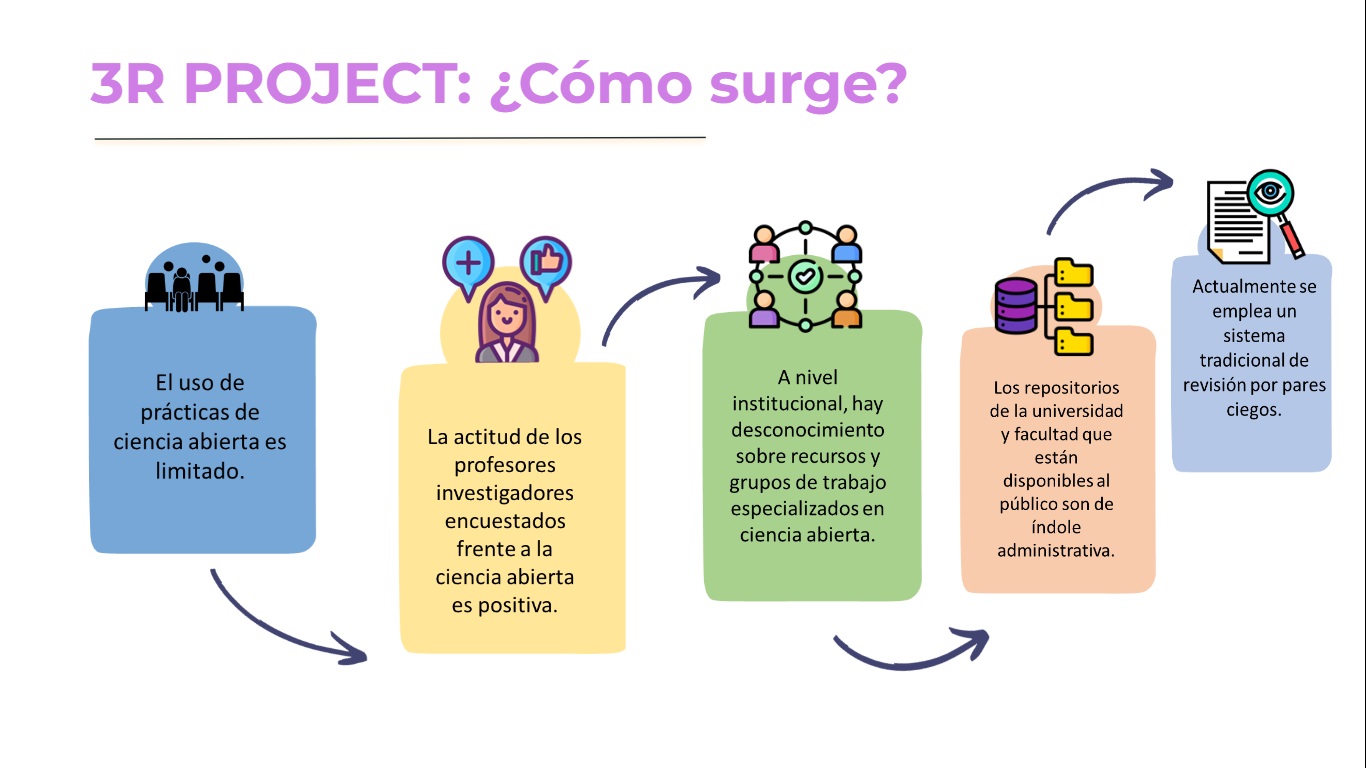 3R PROJECT: ¿Cómo surge?
El uso de
prácticas de
ciencia abierta es
limitado.
La actitud de los
profesores
investigadores
encuestados
frente a la
ciencia abierta
es positiva.
A nivel
institucional, hay
desconocimiento
sobre recursos y
grupos de trabajo
especializados en
ciencia abierta.
Los repositorios
de la universidad
y facultad que
están
disponibles al
público son de
índole
administrativa.
Actualmente se
emplea un
sistema
tradicional de
revisión por pares
ciegos.